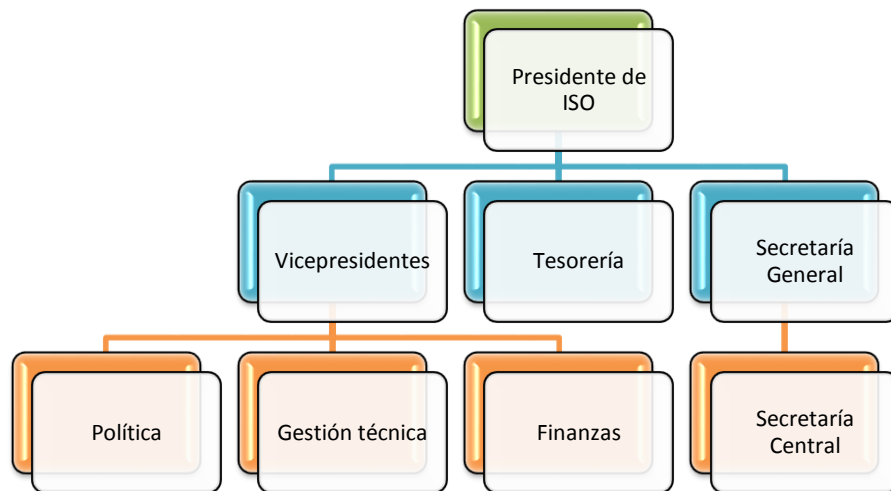 Presidente de
ISO
Vicepresidentes
Tesorería
Secretaría
General
Política
Gestión técnica
Finanzas
Secretaría
Central